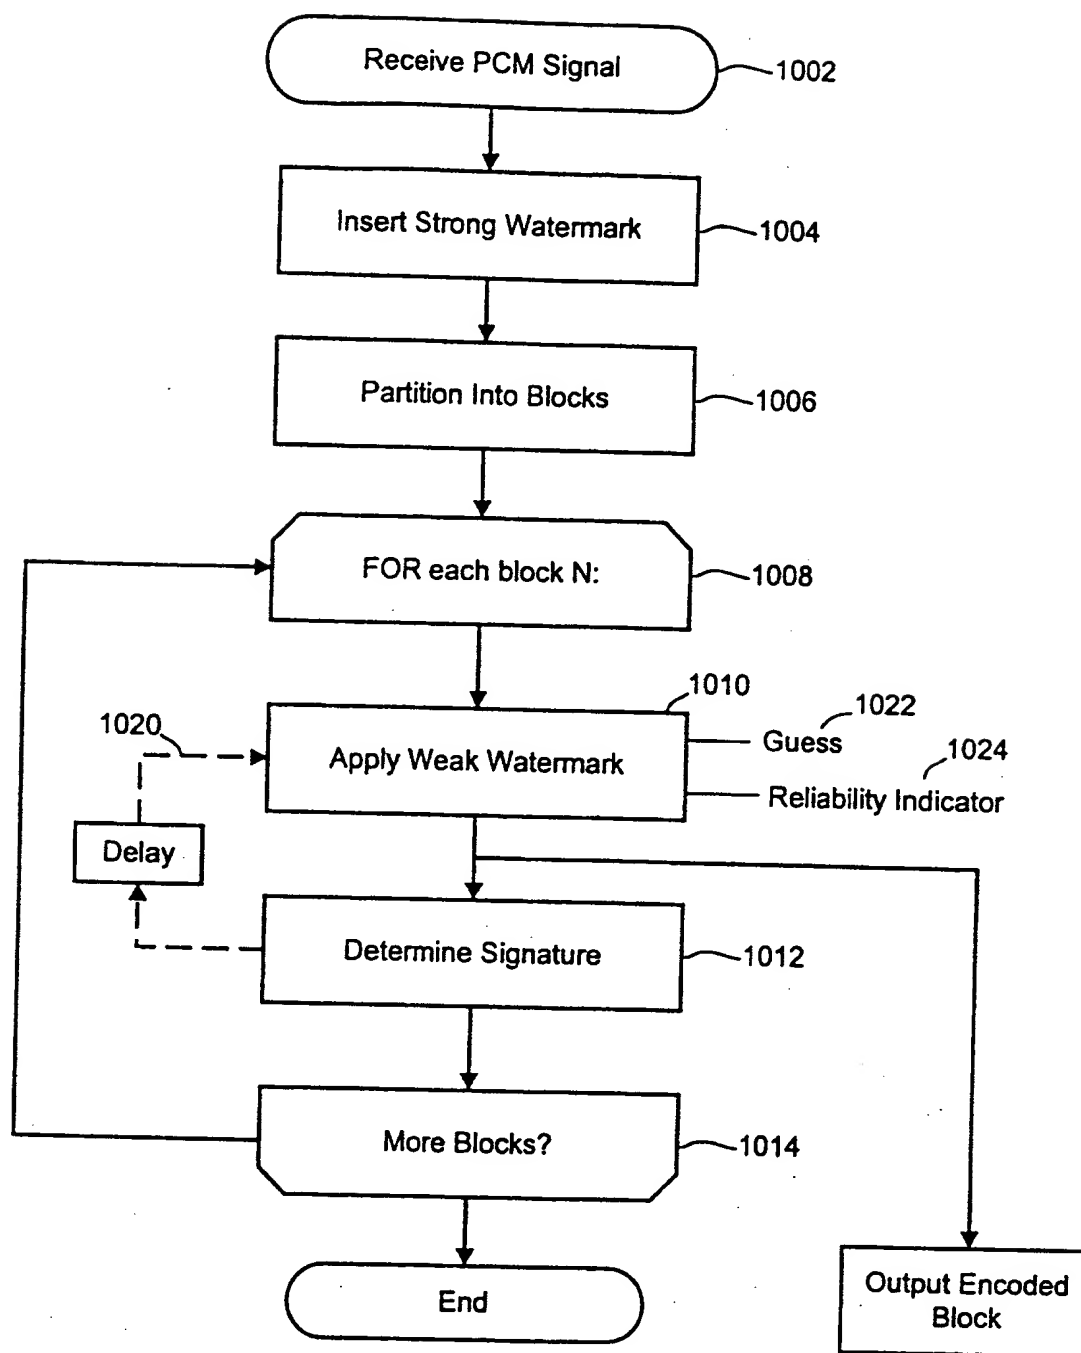 Receive PCM Signal
1002
Insert Strong Watermark
1004
Partition Into Blocks
1006
FOR each block N:
1008
1010
1022
1020
Guess
1024
Apply Weak Watermark
Reliability Indicator
Delay
Determine Signature
1012
More Blocks?
1014
End
Output Encoded
Block